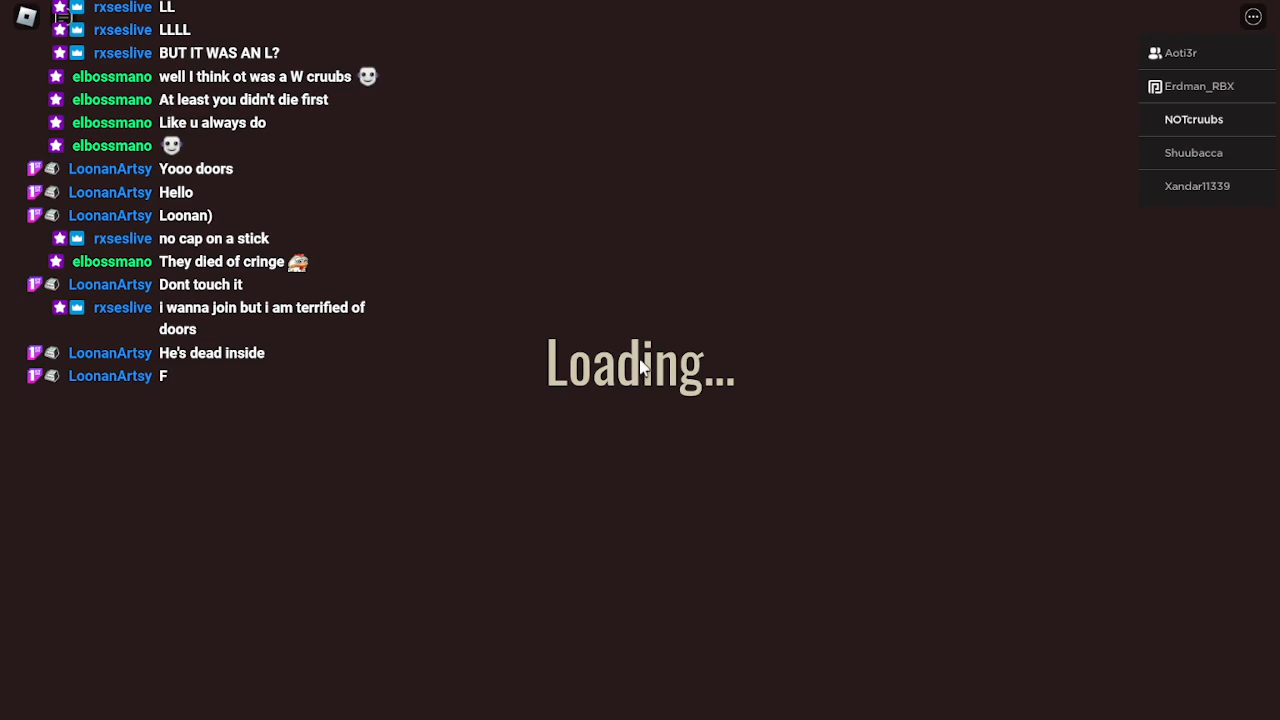 rxseslive LL
rxseslive LLLL
rxseslive BUT IT WAS AN L?
elbossmano well I think ot was a W cruubs
elbossmano At least you didn't die first
elbossmano Like u always do
elbossmano
LoonanArtsy Yooo doors
LoonanArtsy Hello
LoonanArtsy Loonan)
rxseslive no cap on a stick
elbossmano They died of cringe
LoonanArtsy Dont touch it
rxseslive i wanna join but i am terrified of
doors
LoonanArtsy He's dead inside
LoonanArtsy F
Loading...
Aoti3r
Erdman_RBX
NOTcruubs
Shuubacca
Xandar11339